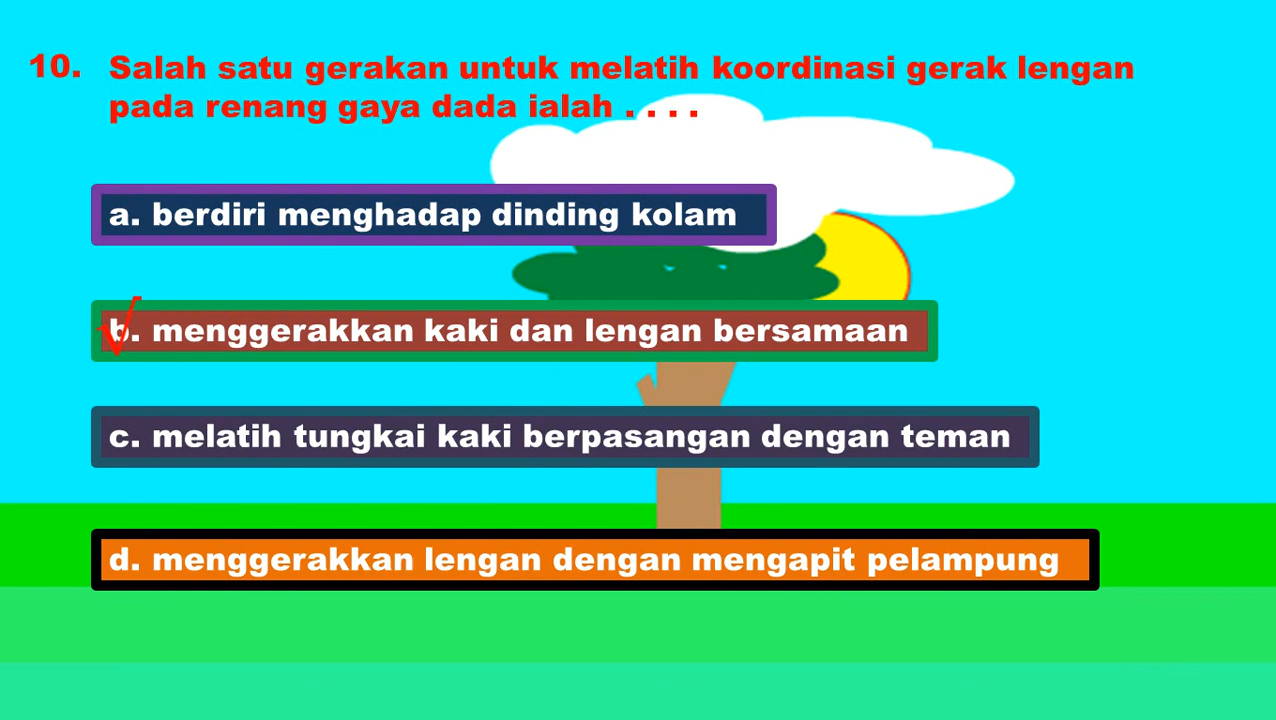 10. Salah satu gerakan untuk melatih koordinasi gerak lengan
pada renang gaya dada ialah . . . .
a. berdiri menghadap dinding kolam
b. menggerakkan kaki dan lengan bersamaan
c. melatih tungkai kaki berpasangan dengan teman
d. menggerakkan lengan dengan mengapit pelampung